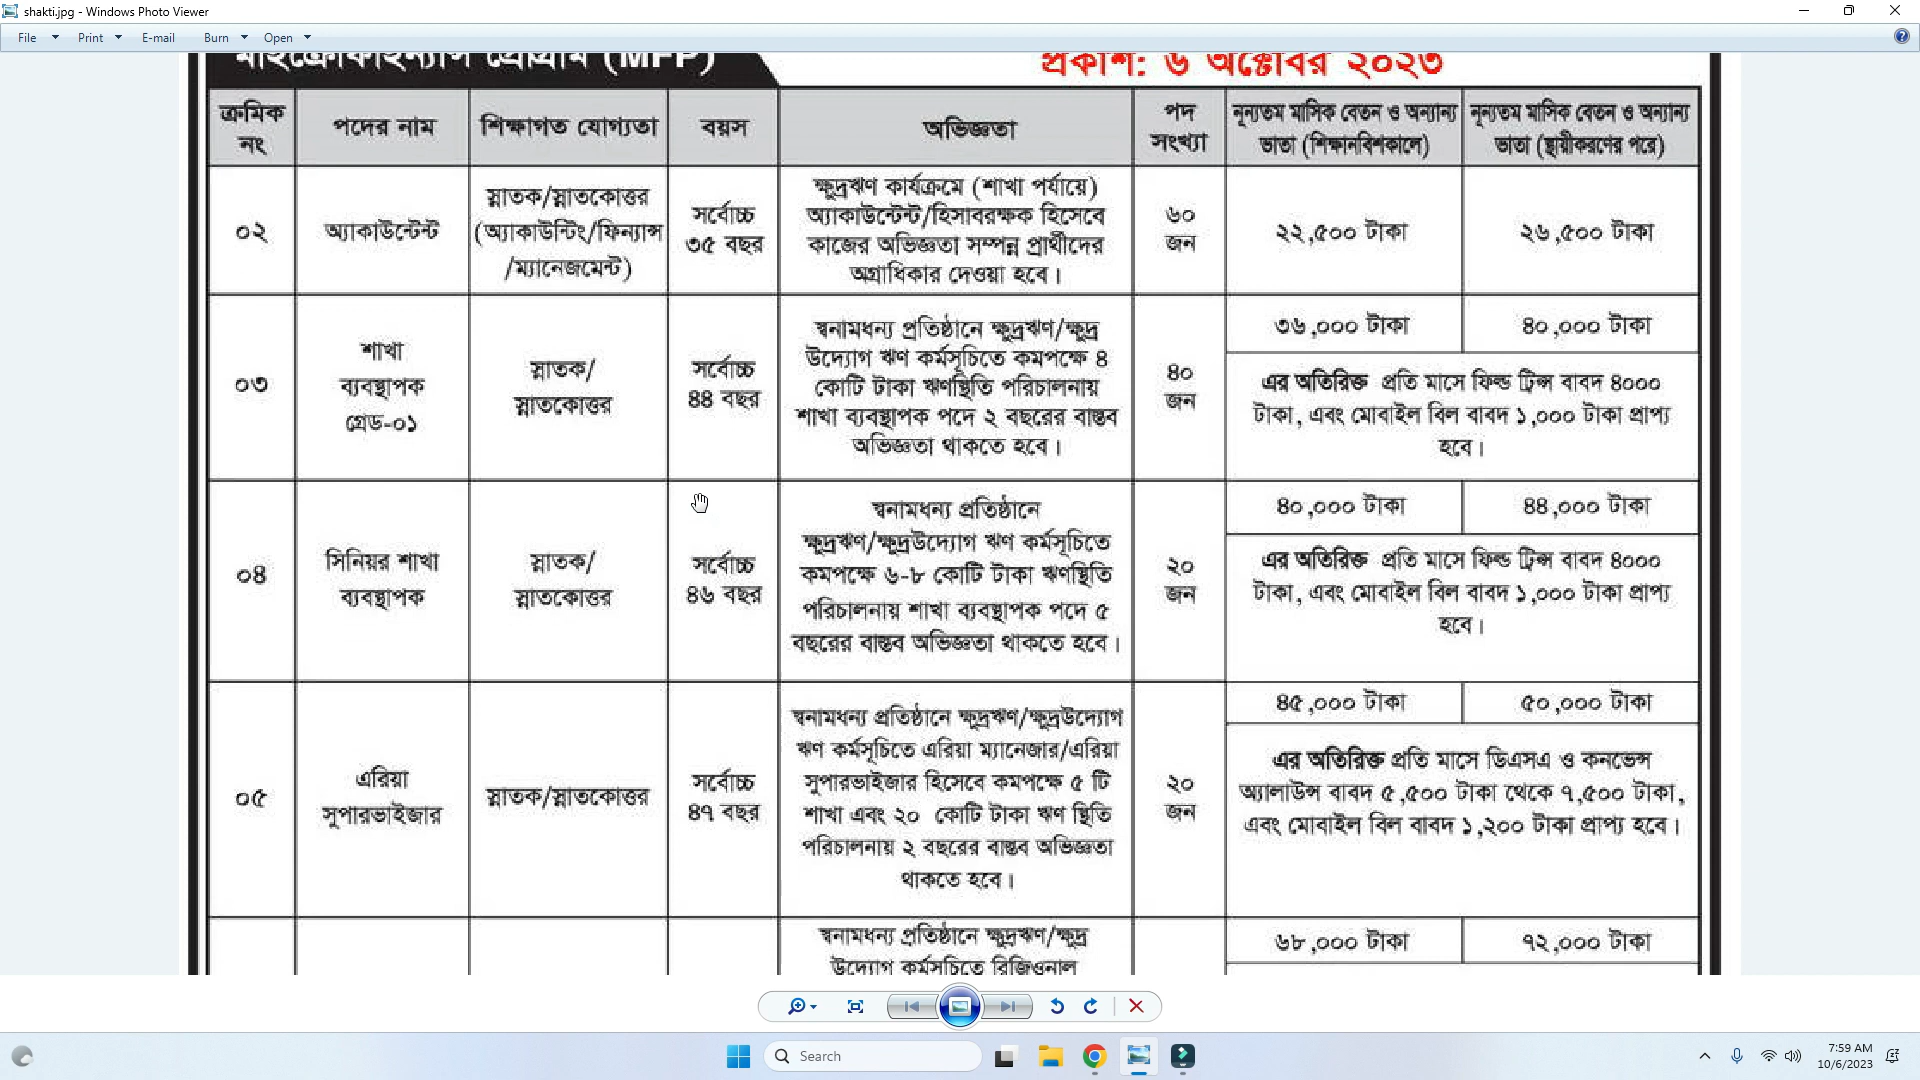 shakti.jpg - Windows Photo Viewer
File Print E-mail Burn Open
মাইক্রোফাইন্যান্স প্রোগ্রাম (MFP)
প্রকাশ: ৬ অক্টোবর ২০২৩
ক্রমিক
নং
পদের নাম
শিক্ষাগত যোগ্যতা
বয়স
অভিজ্ঞতা
পদ
সংখ্যা
নূন্যতম মাসিক বেতন ও অন্যান্য
ভাতা (শিক্ষানবিশকালে)
নূন্যতম মাসিক বেতন ও অন্যান্য
ভাতা (স্থায়ীকরণের পরে)
০২
অ্যাকাউন্টেন্ট
স্নাতক/স্নাতকোত্তর
(অ্যাকাউন্টিং/ফিন্যান্স
/ম্যানেজমেন্ট)
সর্বোচ্চ
৩৫ বছর
ক্ষুদ্রঋণ কার্যক্রমে (শাখা পর্যায়ে)
অ্যাকাউন্টেন্ট/হিসাবরক্ষক হিসেবে
কাজের অভিজ্ঞতা সম্পন্ন প্রার্থীদের
অগ্রাধিকার দেওয়া হবে।
৬০
জন
২২,৫০০ টাকা
২৬,৫০০ টাকা
০৩
শাখা
ব্যবস্থাপক
গ্রেড-০১
স্নাতক/
স্নাতকোত্তর
সর্বোচ্চ
৪৪ বছর
স্বনামধন্য প্রতিষ্ঠানে ক্ষুদ্রঋণ/ক্ষুদ্র
উদ্যোগ ঋণ কর্মসূচিতে কমপক্ষে ৪
কোটি টাকা ঋণস্থিতি পরিচালনায়
শাখা ব্যবস্থাপক পদে ২ বছরের বাস্তব
অভিজ্ঞতা থাকতে হবে।
৪০
জন
৩৬,০০০ টাকা
৪০,০০০ টাকা
এর অতিরিক্ত প্রতি মাসে ফিল্ড ট্রিপ্স বাবদ ৪০০০
টাকা, এবং মোবাইল বিল বাবদ ১,০০০ টাকা প্রাপ্য
হবে।
০৪
সিনিয়র শাখা
ব্যবস্থাপক
স্নাতক/
স্নাতকোত্তর
সর্বোচ্চ
৪৬ বছর
স্বনামধন্য প্রতিষ্ঠানে
ক্ষুদ্রঋণ/ক্ষুদ্রউদ্যোগ ঋণ কর্মসূচিতে
কমপক্ষে ৬-৮ কোটি টাকা ঋণস্থিতি
পরিচালনায় শাখা ব্যবস্থাপক পদে ৫
বছরের বাস্তব অভিজ্ঞতা থাকতে হবে।
২০
জন
৪০,০০০ টাকা
৪৪,০০০ টাকা
এর অতিরিক্ত প্রতি মাসে ফিল্ড ট্রিপ্স বাবদ ৪০০০
টাকা, এবং মোবাইল বিল বাবদ ১,০০০ টাকা প্রাপ্য
হবে।
০৫
এরিয়া
সুপারভাইজার
স্নাতক/স্নাতকোত্তর
সর্বোচ্চ
৪৭ বছর
স্বনামধন্য প্রতিষ্ঠানে ক্ষুদ্রঋণ/ক্ষুদ্রউদ্যোগ
ঋণ কর্মসূচিতে এরিয়া ম্যানেজার/এরিয়া
সুপারভাইজার হিসেবে কমপক্ষে ৫ টি
শাখা এবং ২০ কোটি টাকা ঋণ স্থিতি
পরিচালনায় ২ বছরের বাস্তব অভিজ্ঞতা
থাকতে হবে।
২০
জন
৪৫,০০০ টাকা
৫০,০০০ টাকা
এর অতিরিক্ত প্রতি মাসে ডিএসএ ও কনভেন্স
অ্যালাউন্স বাবদ ৫,৫০০ টাকা থেকে ৭,৫০০ টাকা,
এবং মোবাইল বিল বাবদ ১,২০০ টাকা প্রাপ্য হবে।
স্বনামধন্য প্রতিষ্ঠানে ক্ষুদ্রঋণ/ক্ষুদ্র
উদ্যোগ কর্মসূচিতে রিজিওনাল
৬৮,০০০ টাকা
৭২,০০০ টাকা
Search
7:59 AM
10/6/2023